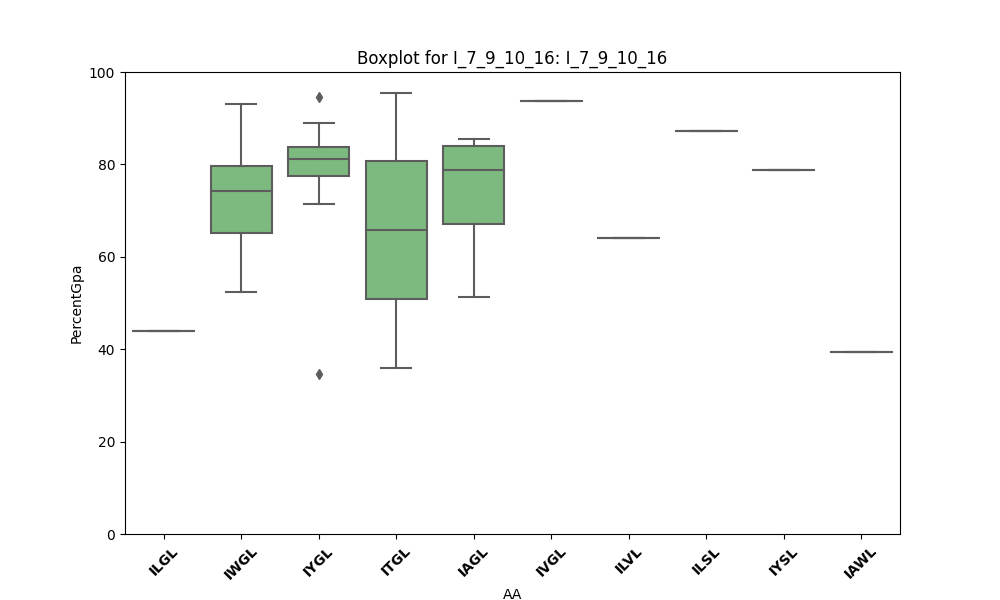 Boxplot for I_7_9_10_16: I_7_9_10_16
100
80
60
40
20
0
PercentGpa
ILGL
IWGL
IYGL
ITGL
IAGL
IVGL
ILVL
ILSL
IYSL
IAWL
AA